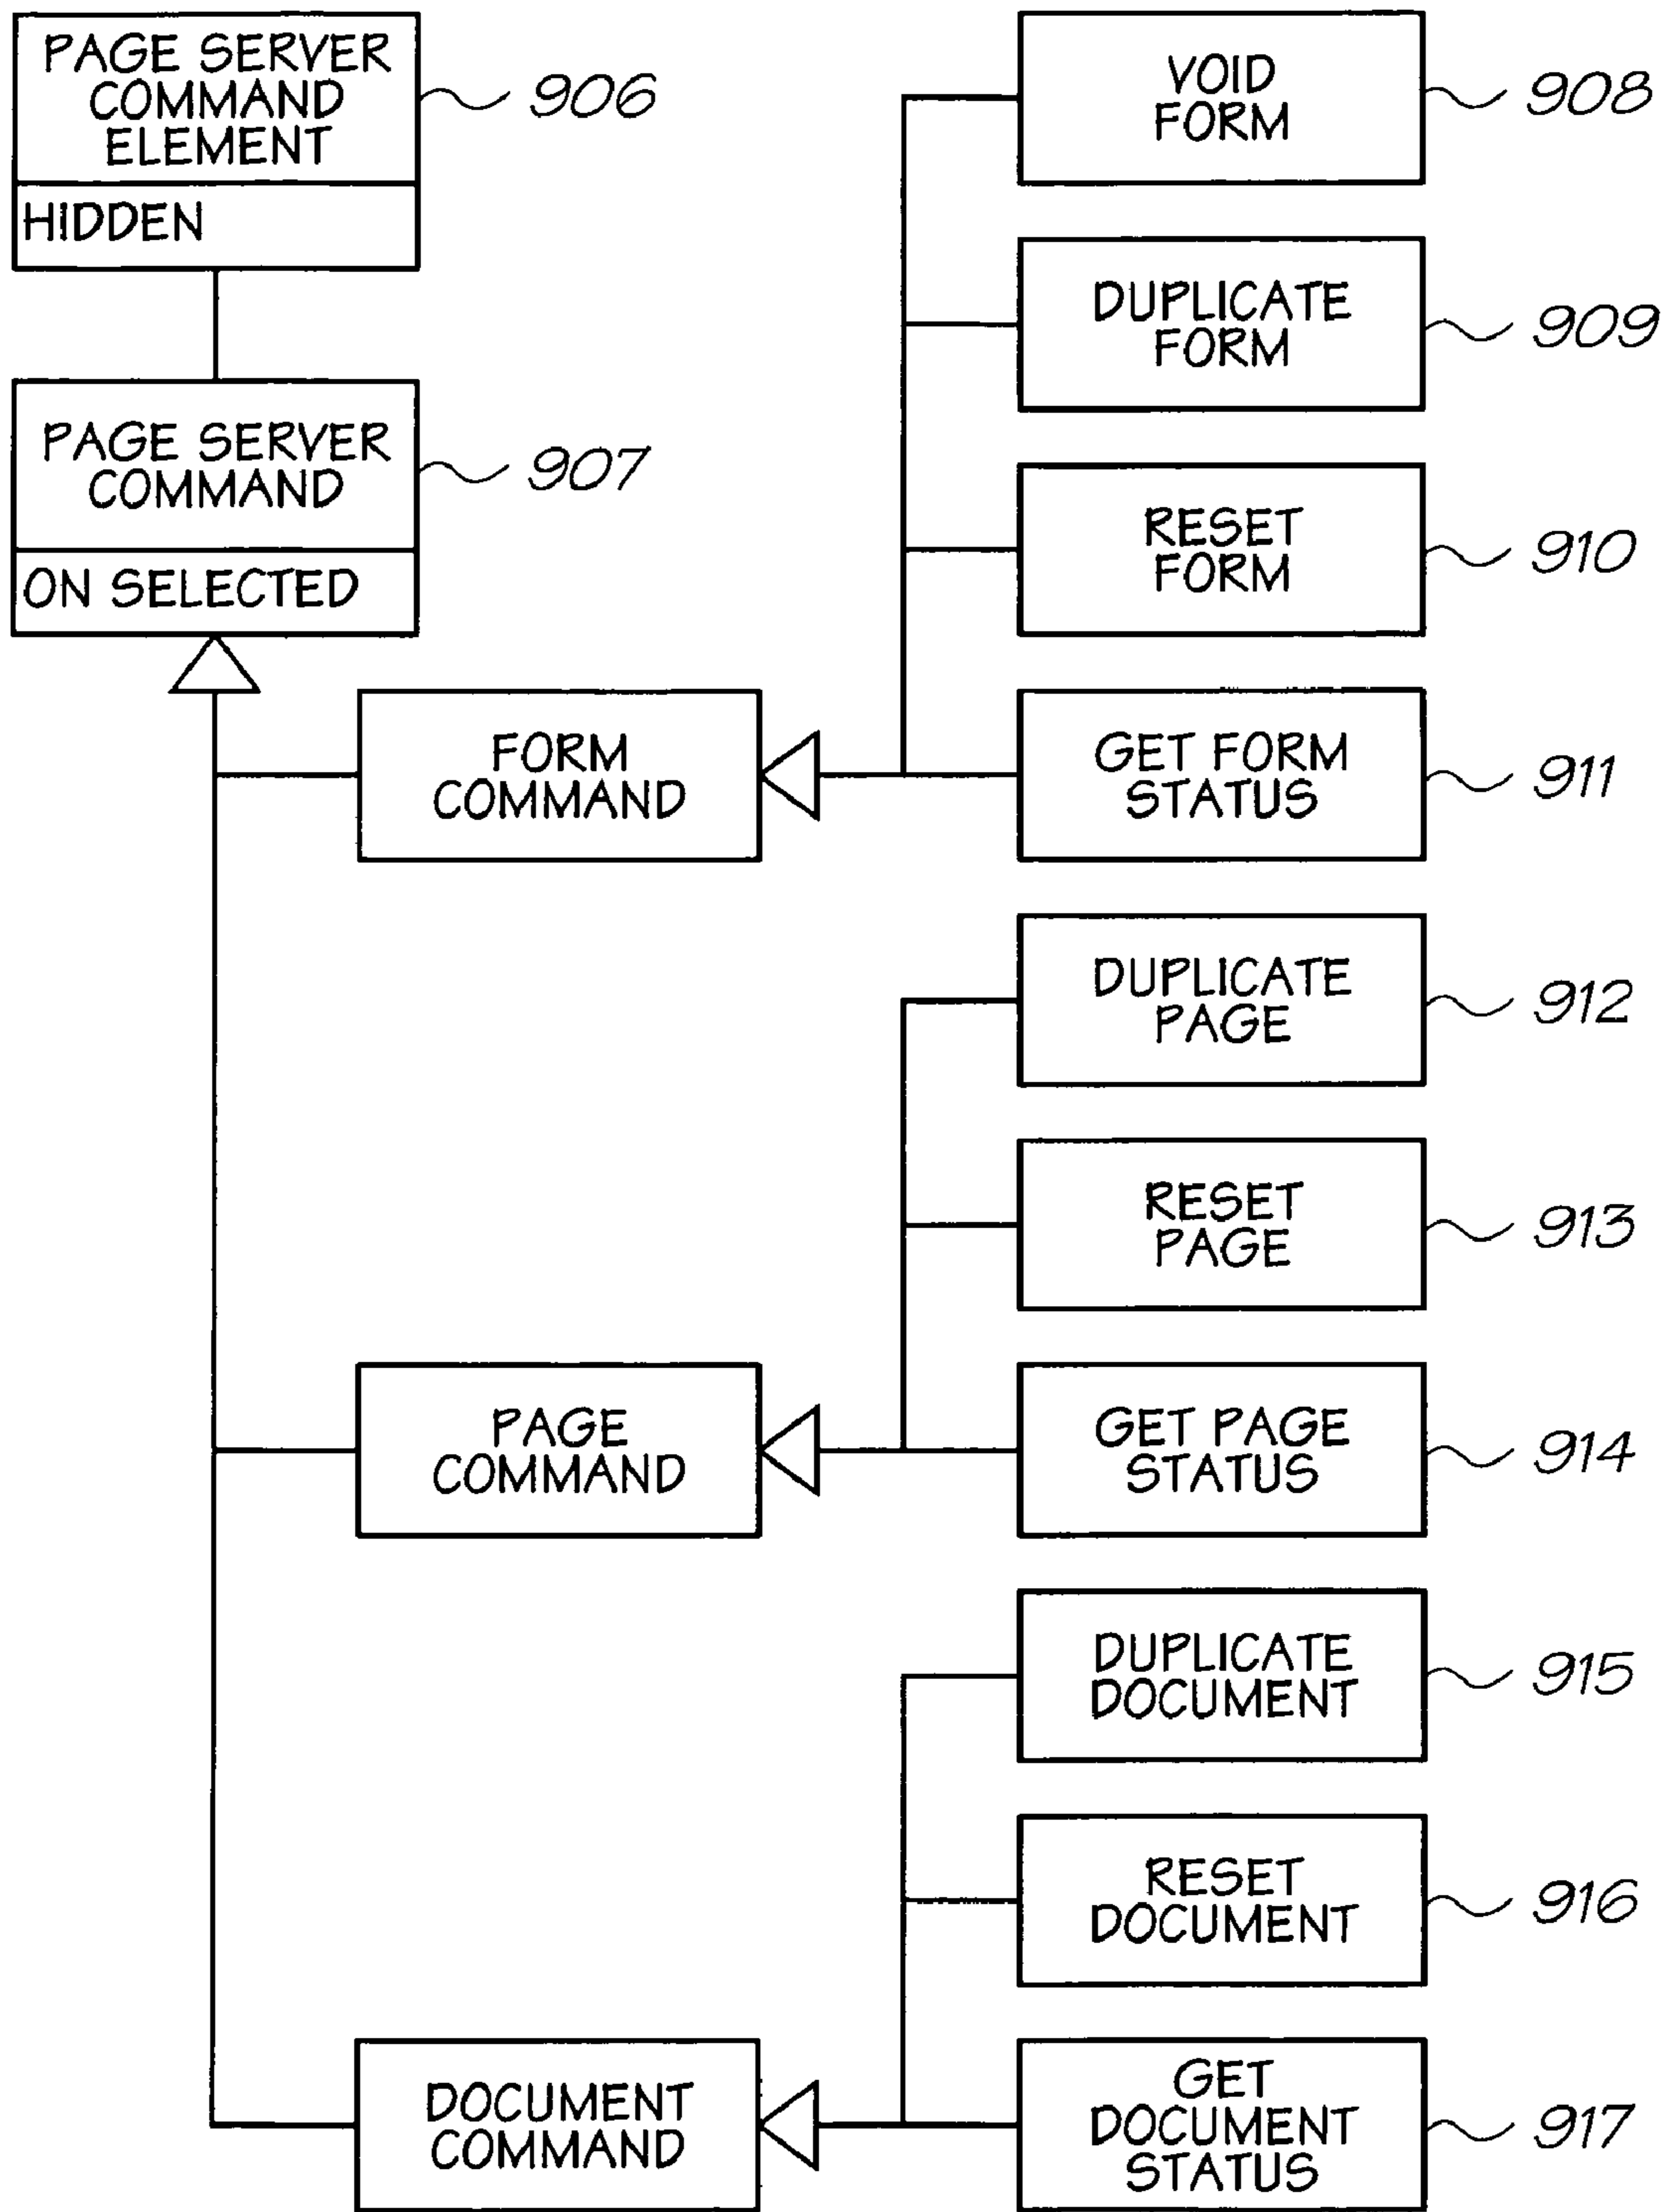 PAGE SERVER
COMMAND
ELEMENT
906
HIDDEN
PAGE SERVER
COMMAND
907
ON SELECTED
FORM
COMMAND
VOID
FORM
908
DUPLICATE
FORM
909
RESET
FORM
910
GET FORM
STATUS
911
PAGE
COMMAND
DUPLICATE
PAGE
912
RESET
PAGE
913
GET PAGE
STATUS
914
DOCUMENT
COMMAND
DUPLICATE
DOCUMENT
915
RESET
DOCUMENT
916
GET
DOCUMENT
STATUS
917